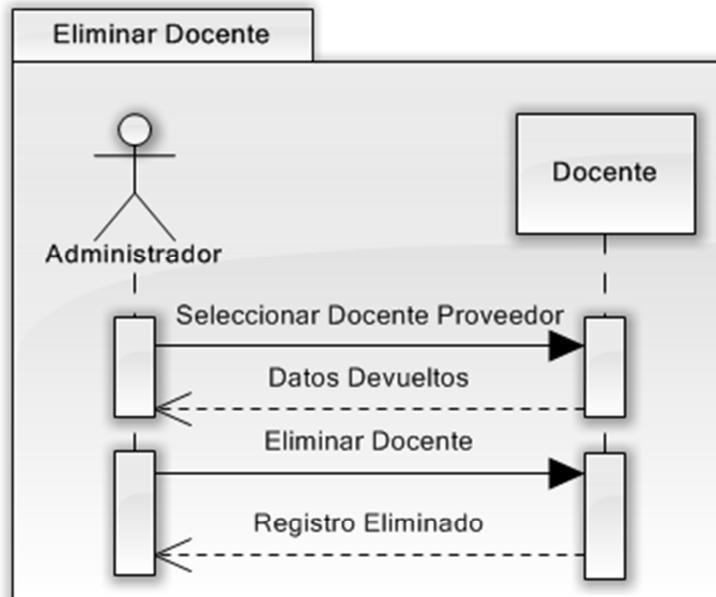 Eliminar Docente
Docente
Administrador
Seleccionar Docente Proveedor
Datos Devueltos
Eliminar Docente
Registro Eliminado